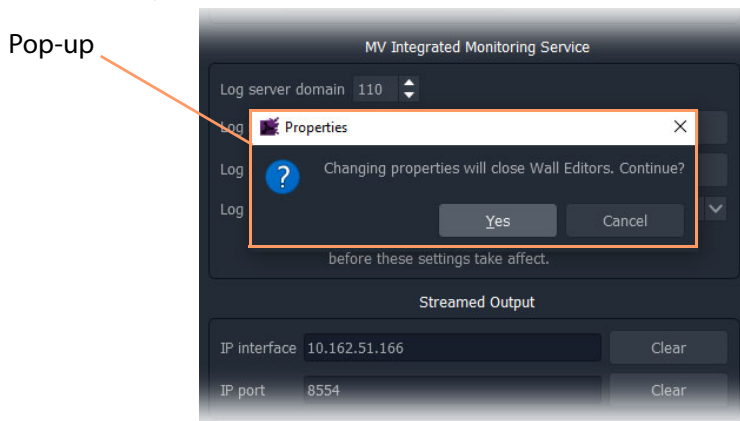 Pop-up
MV Integrated Monitoring Service
Log server domain 110
Log
Properties
Log
Changing properties will close Wall Editors. Continue?
Log
Yes Cancel
before these settings take affect.
Streamed Output
IP interface 10.162.51.166 Clear
IP port 8554 Clear